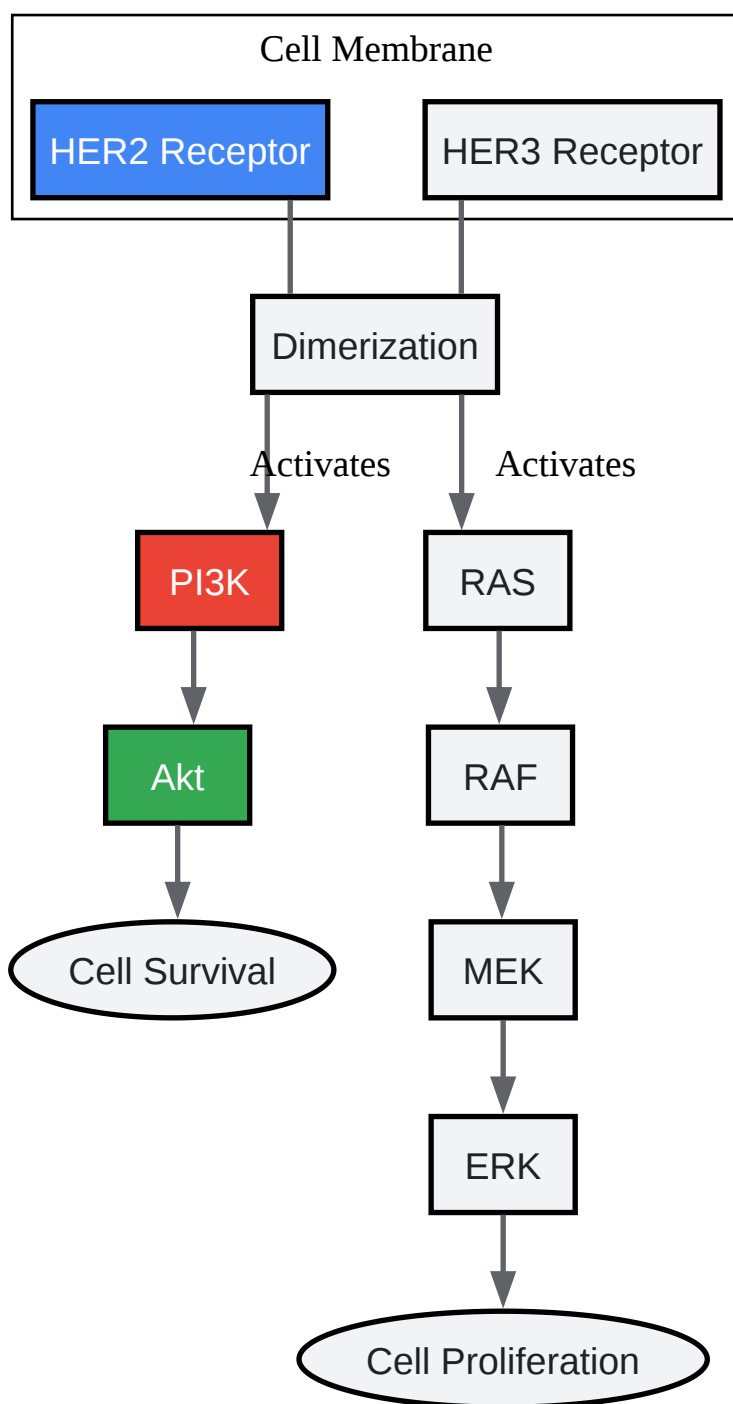 Cell Membrane
HER2 Receptor
HER3 Receptor
Dimerization
Activates
Activates
PI3K
RAS
Akt
RAF
Cell Survival
MEK
ERK
Cell Proliferation